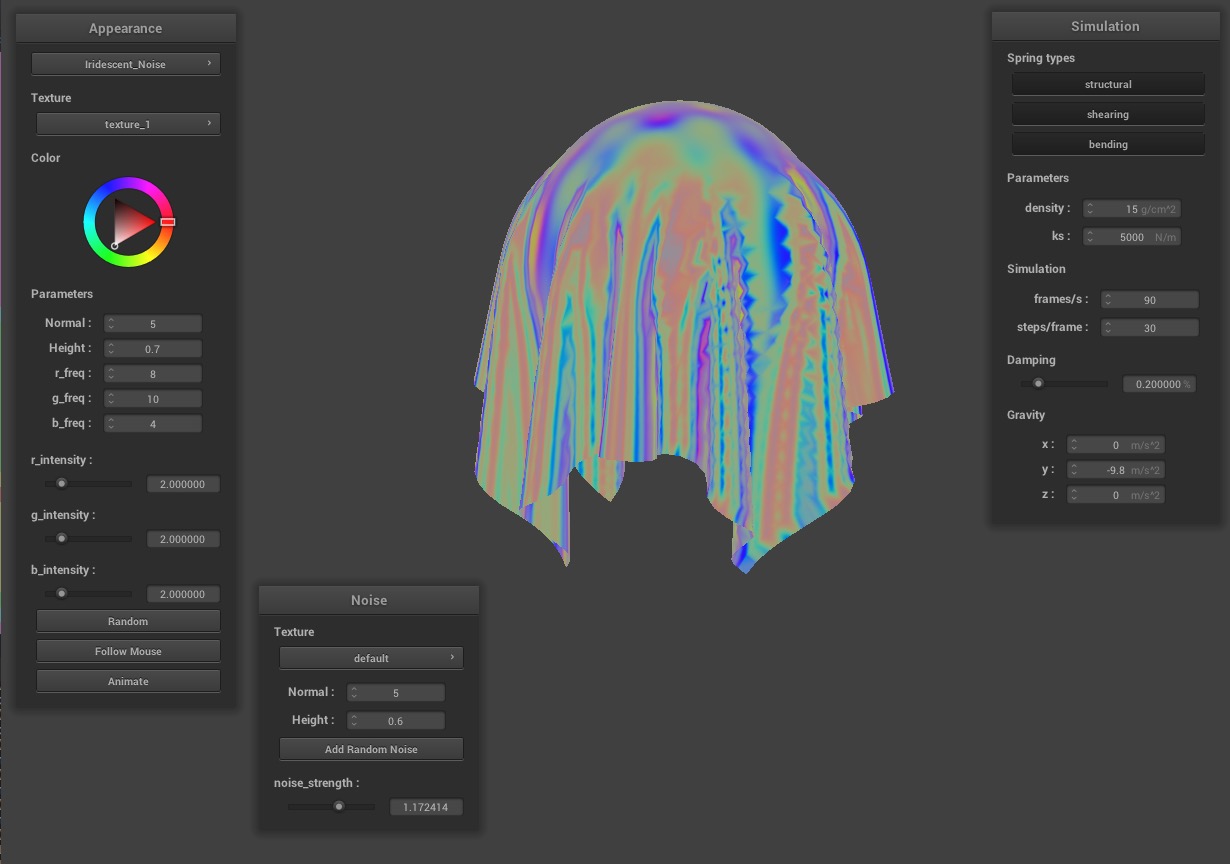 Appearance
Iridescent_Noise
Texture
texture_1
Color
Parameters
Normal : 5
Height : 0.7
r_freq : 8
g_freq : 10
b_freq : 4
r_intensity :
2.000000
g_intensity :
2.000000
b_intensity :
2.000000
Random
Follow Mouse
Animate
Noise
Texture
default
Normal : 5
Height : 0.6
Add Random Noise
noise_strength :
1.172414
Simulation
Spring types
structural
shearing
bending
Parameters
density : 15 g/cm^2
ks : 5000 N/m
Simulation
frames/s : 90
steps/frame : 30
Damping
0.200000 %
Gravity
x : 0 m/s^2
y : -9.8 m/s^2
z : 0 m/s^2